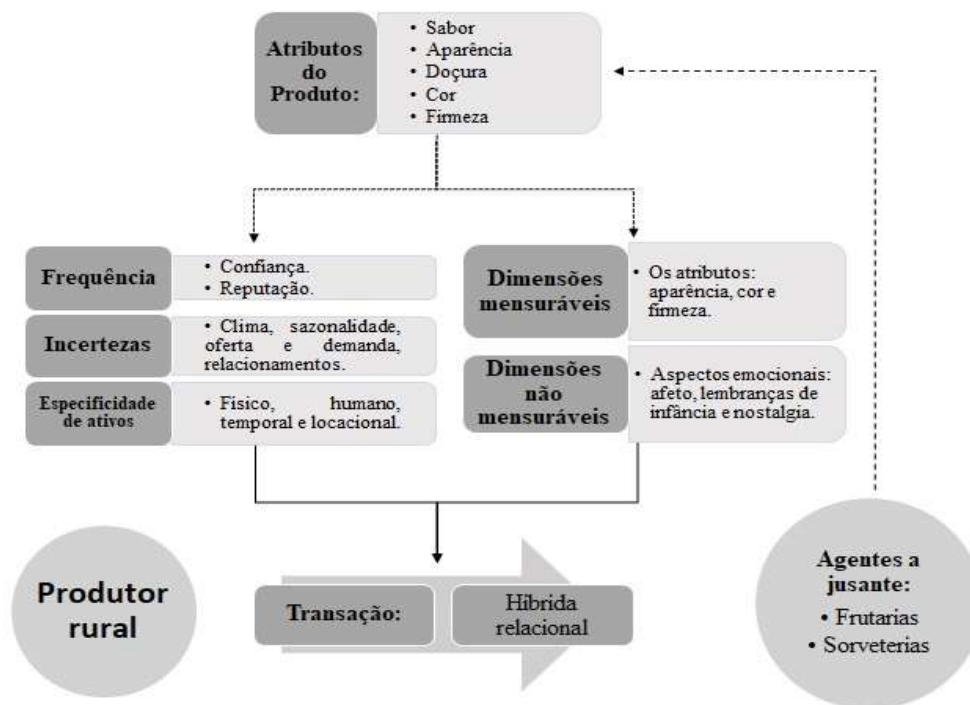 Atributos
do
Produto:
• Sabor
• Aparência
• Doçura
• Cor
• Firmeza
Frequência
• Confiança.
• Reputação.
Incertezas
• Clima, sazonalidade,
oferta e demanda,
relacionamentos.
Especificidade
de ativos
• Físico, humano,
temporal e locacional.
Dimensões
mensuráveis
• Os atributos:
aparência, cor e
firmeza.
Dimensões
não
mensuráveis
• Aspectos emocionais:
afeto, lembranças de
infância e nostalgia.
Produtor
rural
Transação:
Híbrida
relacional
Agentes a
jusante:
• Frutarias
• Sorveterias